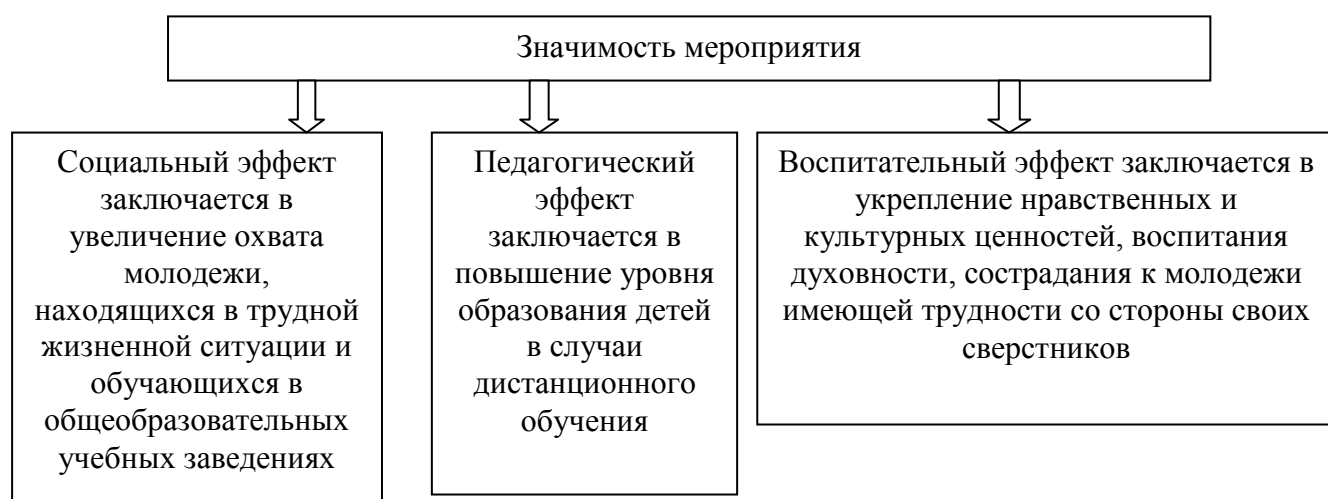 Значимость мероприятия
Социальный эффект
заключается в
увеличение охвата
молодежи,
находящихся в трудной
жизненной ситуации и
обучающихся в
общеобразовательных
учебных заведениях
Педагогический
эффект
заключается в
повышение уровня
образования детей
в случаи
дистанционного
обучения
Воспитательный эффект заключается в
укрепление нравственных и
культурных ценностей, воспитания
духовности, сострадания к молодежи
имеющей трудности со стороны своих
сверстников